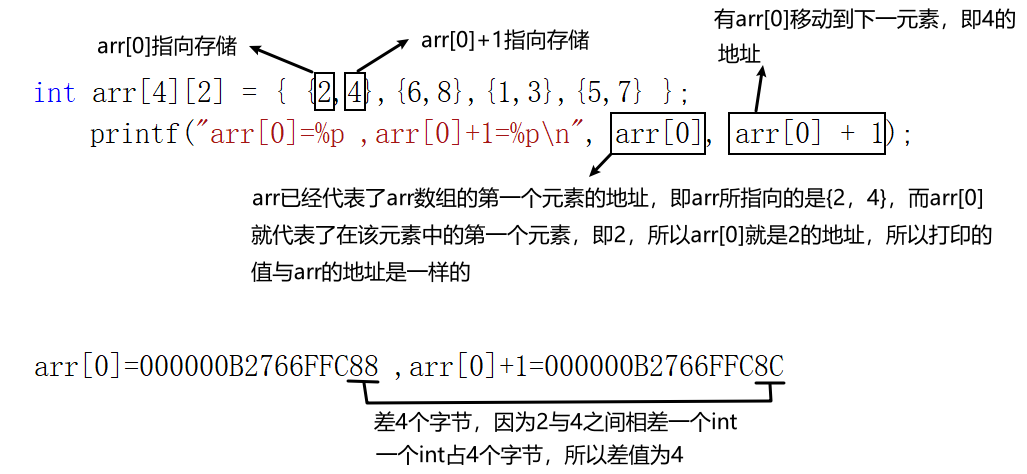 有arr[0]移动到下一元素，即4的
地址
arr[0]指向存储
arr[0]+1指向存储
int arr[4][2] = { {2,4},{6,8},{1,3},{5,7} };
printf("arr[0]=%p ,arr[0]+1=%p\n", arr[0], arr[0] + 1);
arr已经代表了arr数组的第一个元素的地址，即arr所指向的是{2，4}，而arr[0]
就代表了在该元素中的第一个元素，即2，所以arr[0]就是2的地址，所以打印的
值与arr的地址是一样的
arr[0]=000000B2766FFC88 ,arr[0]+1=000000B2766FFC8C
差4个字节，因为2与4之间相差一个int
一个int占4个字节，所以差值为4